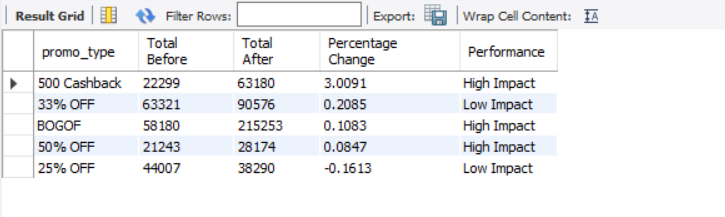 Result Grid Filter Rows: Export: Wrap Cell Content:
promo_type Total Before Total After Percentage Change Performance
500 Cashback 22299 63180 3.0091 High Impact
33% OFF 63321 90576 0.2085 Low Impact
BOGOF 58180 215253 0.1083 High Impact
50% OFF 21243 28174 0.0847 High Impact
25% OFF 44007 38290 -0.1613 Low Impact